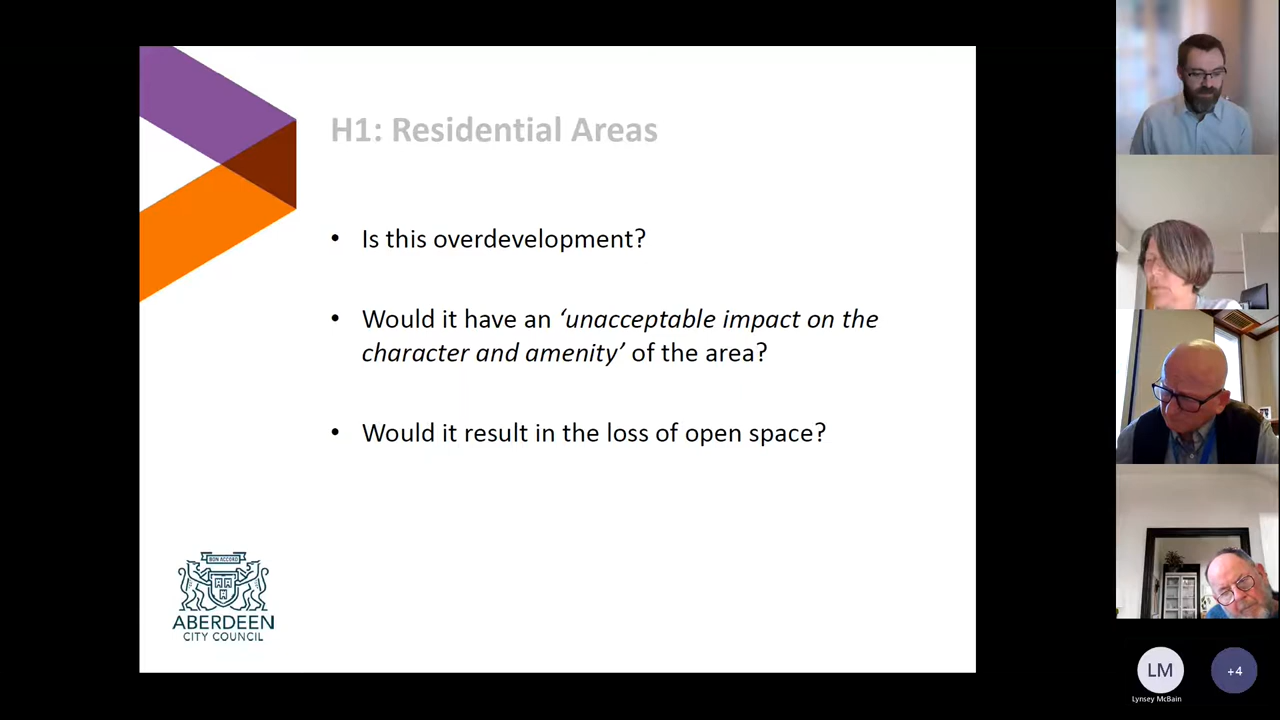 H1: Residential Areas
• Is this overdevelopment?
• Would it have an ‘unacceptable impact on the
character and amenity’ of the area?
• Would it result in the loss of open space?
BON ACCORD
ABERDEEN
CITY COUNCIL
LM
+4
Lynsey McBain